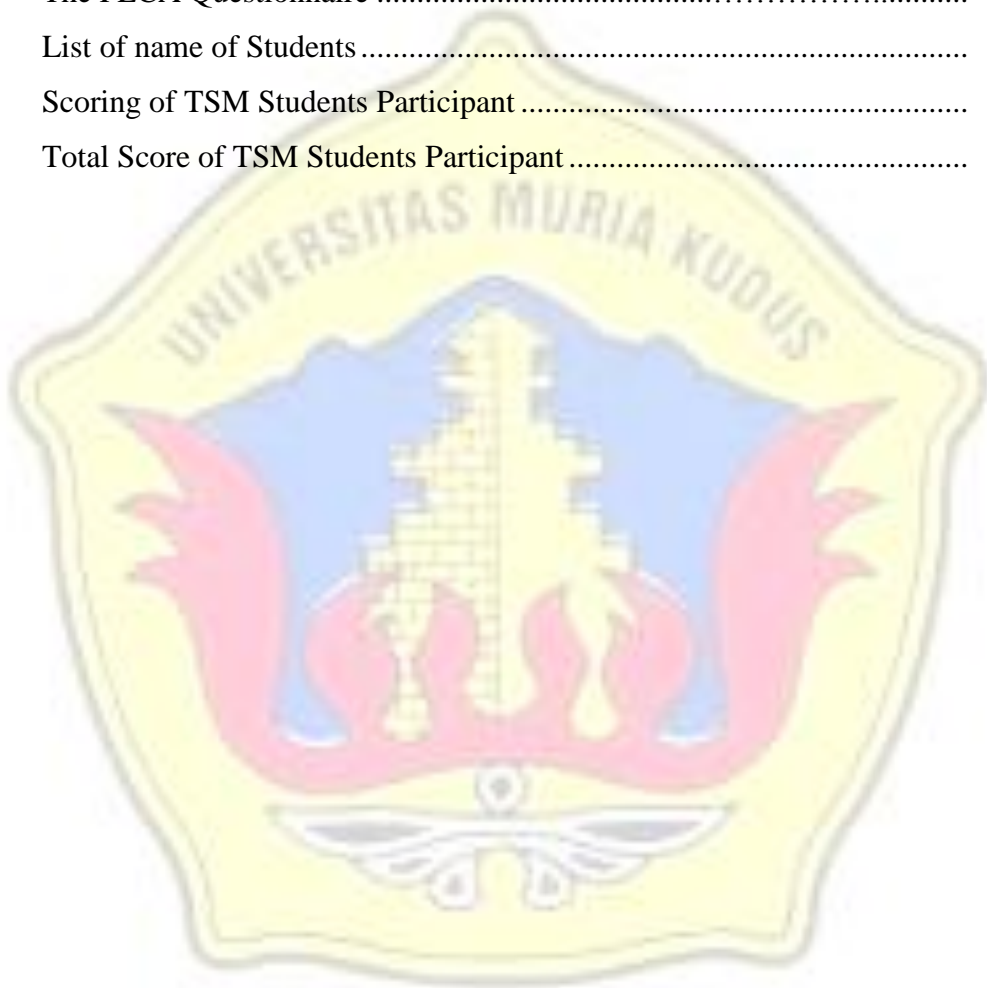 List of name of Students ....................................................................................
Scoring of TSM Students Participant ..............................................................
Total Score of TSM Students Participant ........................................................
UNIVERSITAS MURIA KUDUS